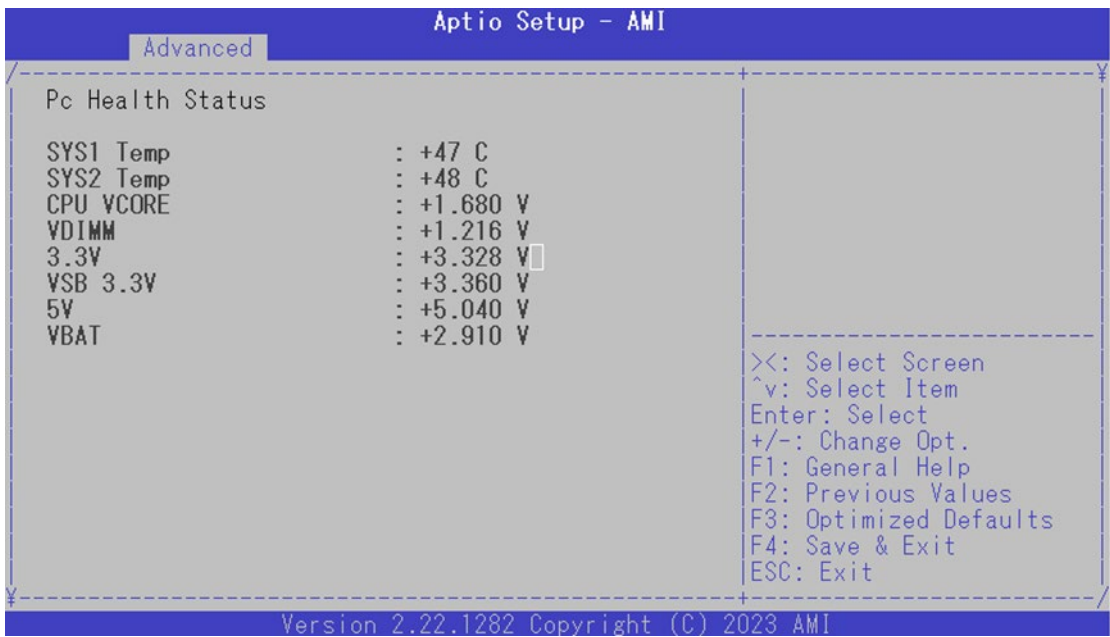 Aptio Setup - AMI
Advanced
Pc Health Status
SYS1 Temp : +47 C
SYS2 Temp : +48 C
CPU VCORE : +1.680 V
VDIMM : +1.216 V
3.3V : +3.328 V
VSB 3.3V : +3.360 V
5V : +5.040 V
VBAT : +2.910 V
><: Select Screen
^v: Select Item
Enter: Select
+/-: Change Opt.
F1: General Help
F2: Previous Values
F3: Optimized Defaults
F4: Save & Exit
ESC: Exit
Version 2.22.1282 Copyright (C) 2023 AMI